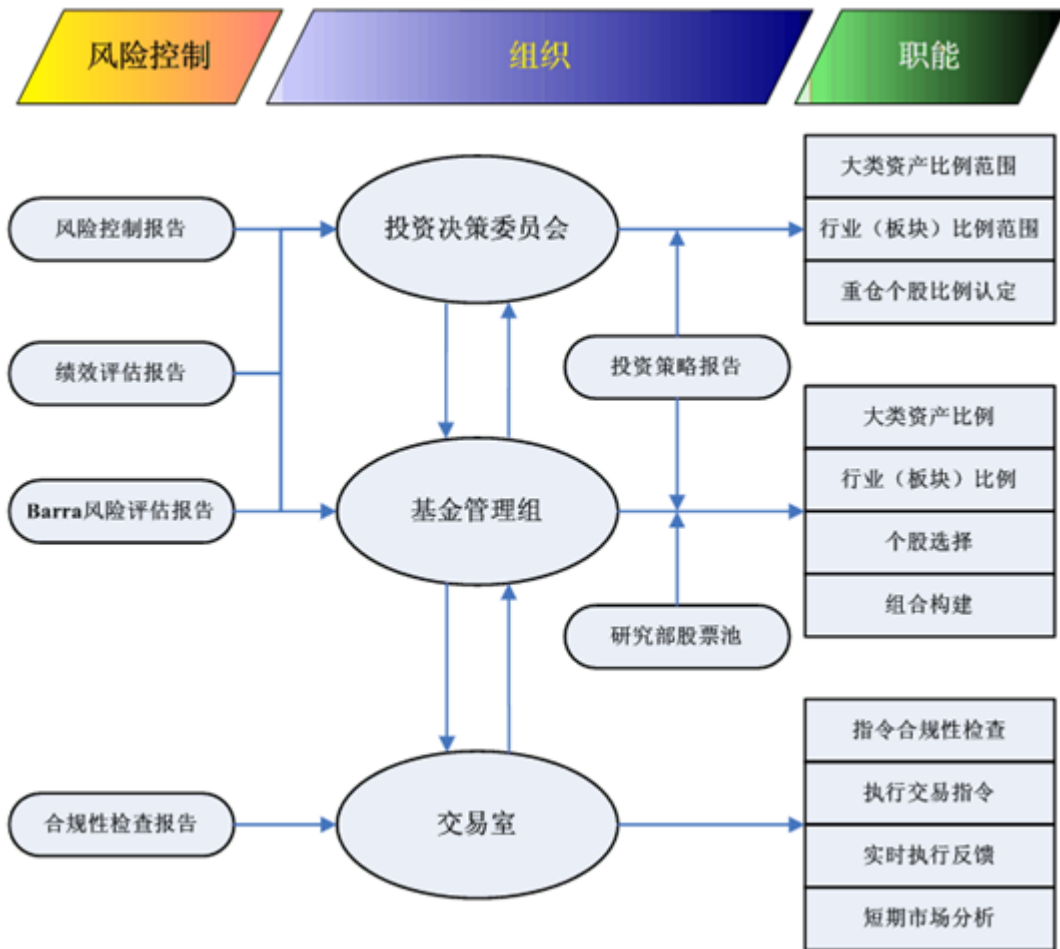 风险控制
组织
职能
风险控制报告
绩效评估报告
Barra风险评估报告
合规性检查报告
投资决策委员会
基金管理组
交易室
投资策略报告
研究部股票池
大类资产比例范围
行业（板块）比例范围
重仓个股比例认定
大类资产比例
行业（板块）比例
个股选择
组合构建
指令合规性检查
执行交易指令
实时执行反馈
短期市场分析